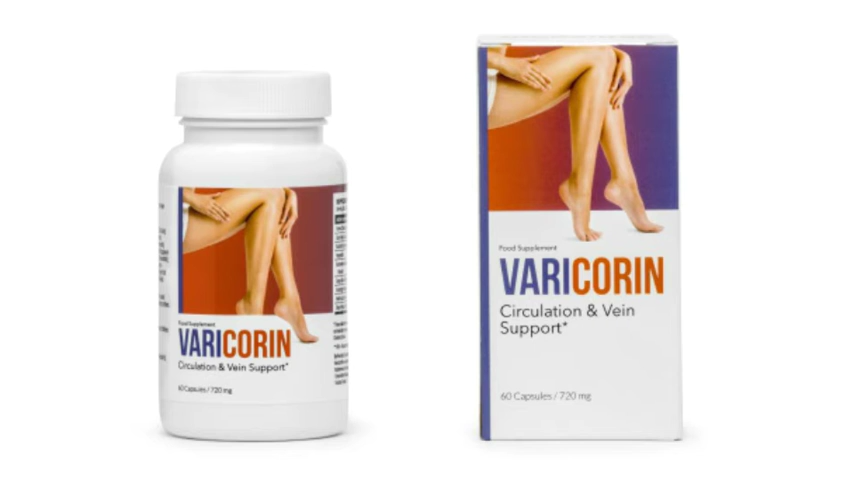 Food Supplement
VARICORIN
Circulation & Vein Support*
60 Capsules / 720 mg
Food Supplement
VARICORIN
Circulation & Vein
Support*
60 Capsules / 720 mg